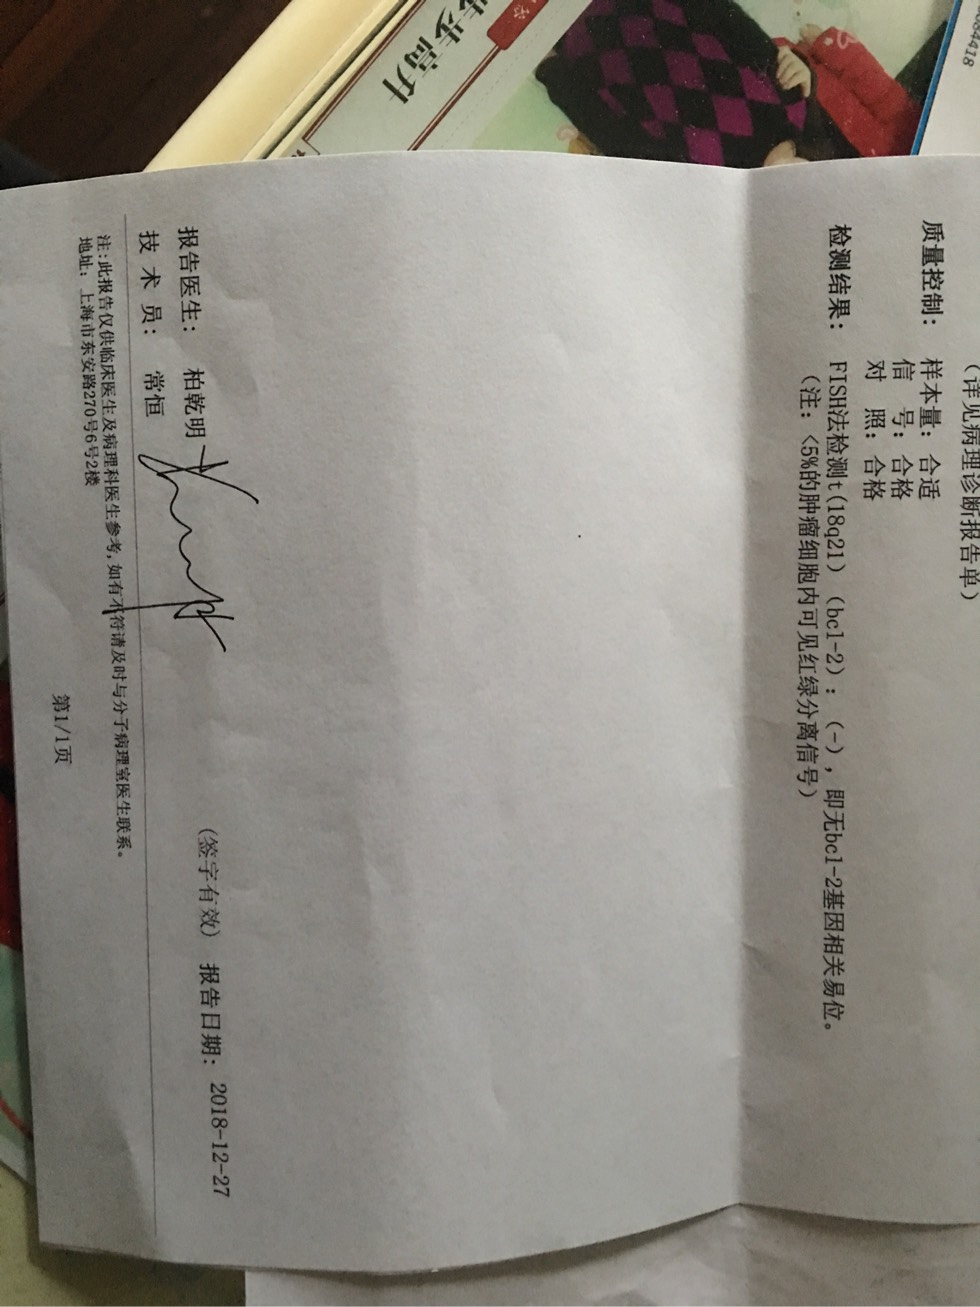 步步高升
84418
（详见病理诊断报告单）
质量控制： 样本量：合适
信 号：合格
对 照：合格
检测结果： FISH法检测t(18q21)（bcl-2）：（-），即无bcl-2基因相关易位。
（注：<5%的肿瘤细胞内可见红绿分离信号）
报告医生： 柏乾明 （签字有效） 报告日期： 2018-12-27
技 术 员： 常恒
注:此报告仅供临床医生及病理科医生参考，如有不符请及时与分子病理室医生联系。
地址：上海市东安路270号6号2楼
第1/1页